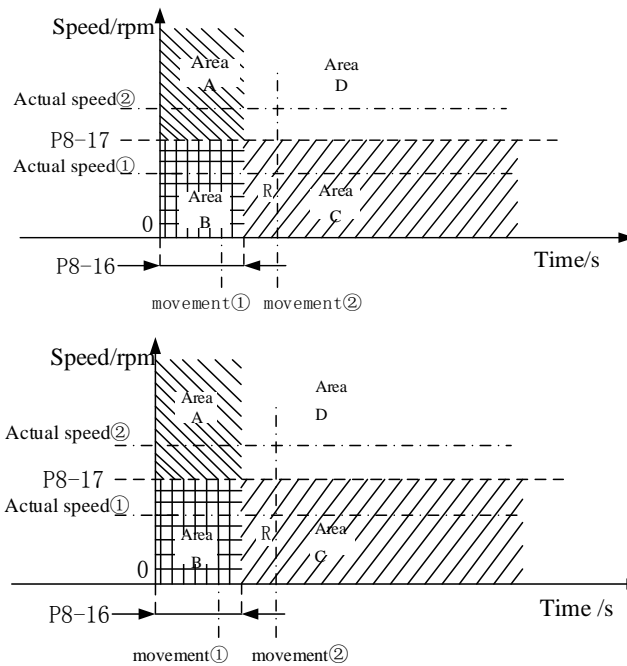 Speed/rpm
Area
A
Area
D
Actual speed②
P8-17
Actual speed①
R
Area
B
Area
C
0
Time/s
P8-16
movement① movement②
Speed/rpm
Area
A
Area
D
Actual speed②
P8-17
Actual speed①
R
Area
B
Area
C
0
Time /s
P8-16
movement① movement②